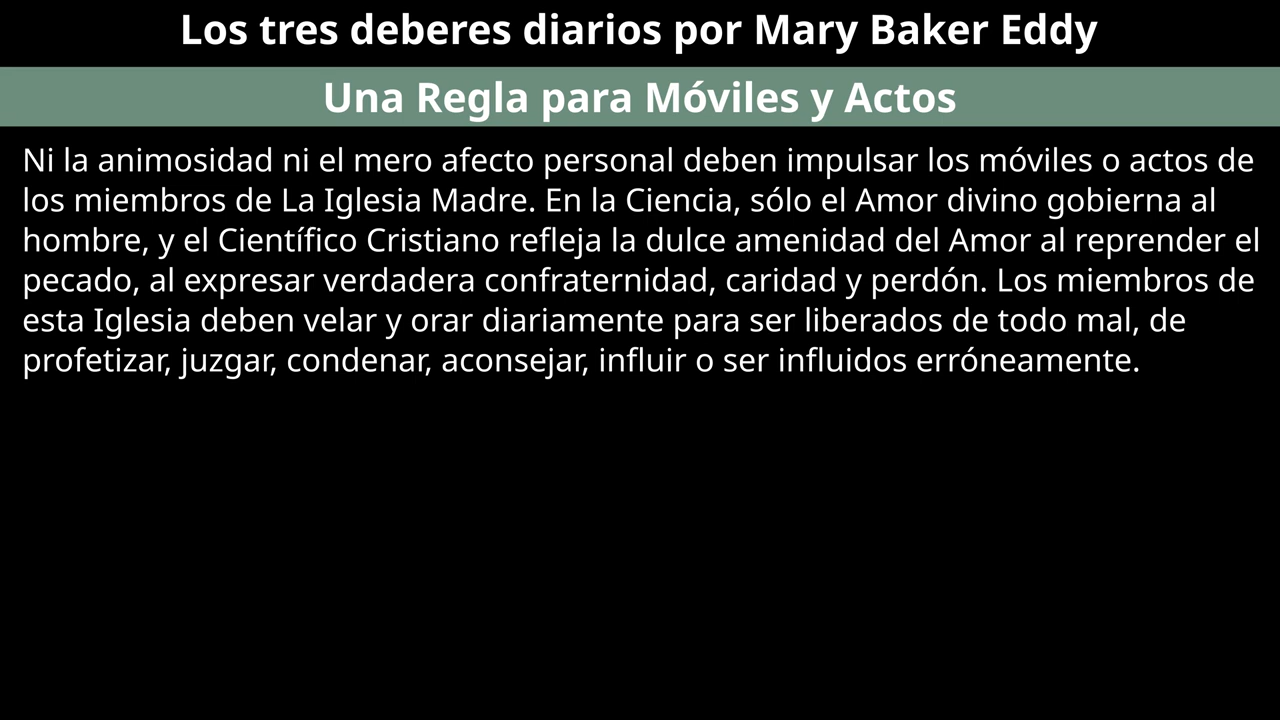 Los tres deberes diarios por Mary Baker Eddy
Una Regla para Móviles y Actos
Ni la animosidad ni el mero afecto personal deben impulsar los móviles o actos de
los miembros de La Iglesia Madre. En la Ciencia, sólo el Amor divino gobierna al
hombre, y el Científico Cristiano refleja la dulce amenidad del Amor al reprender el
pecado, al expresar verdadera confraternidad, caridad y perdón. Los miembros de
esta Iglesia deben velar y orar diariamente para ser liberados de todo mal, de
profetizar, juzgar, condenar, aconsejar, influir o ser influidos erróneamente.